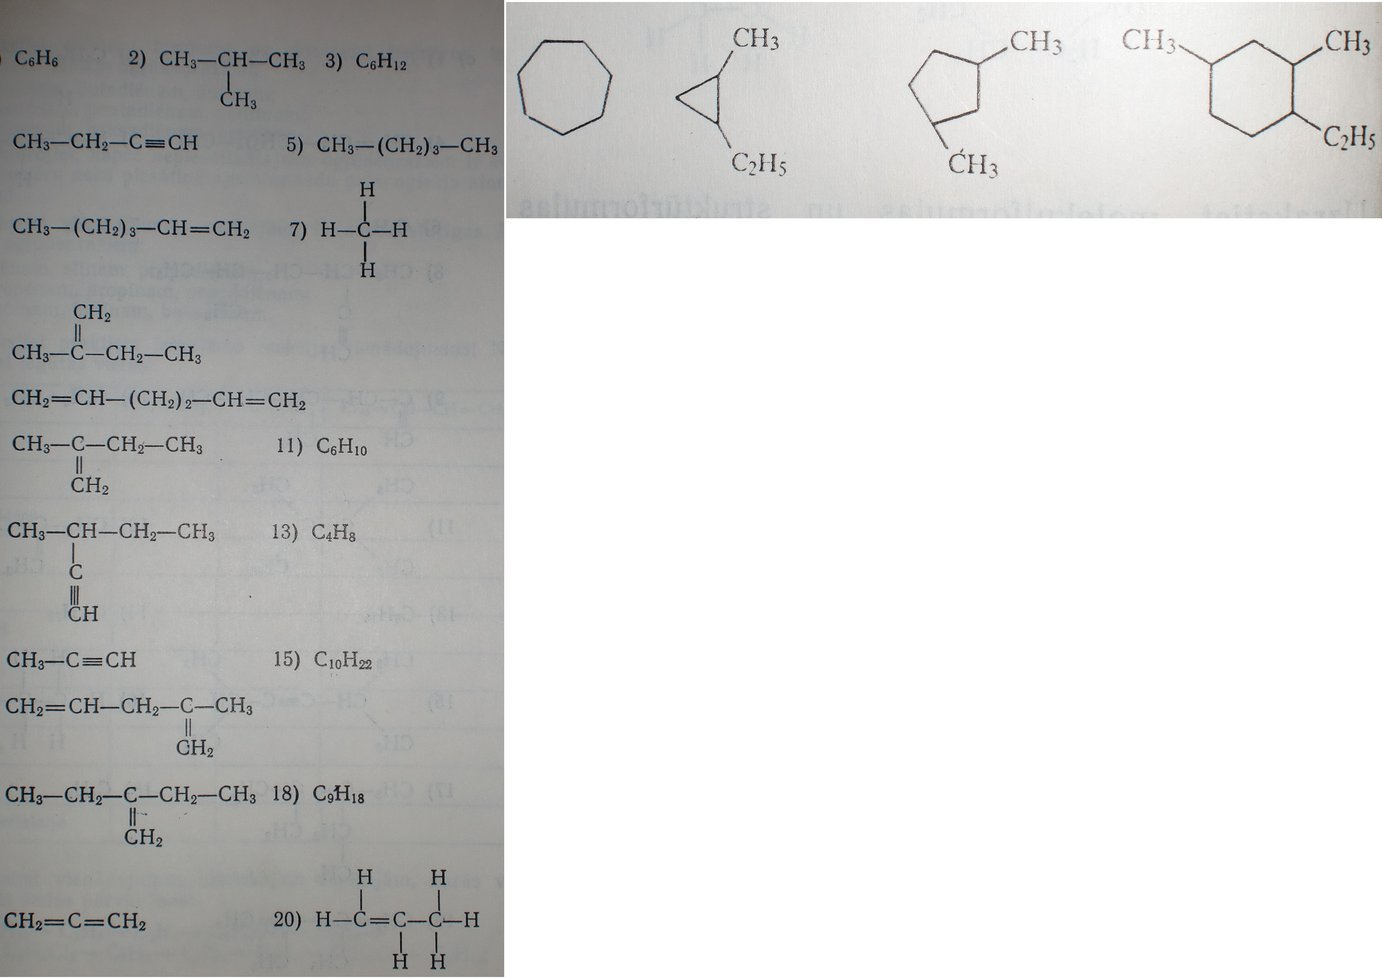 ) C₆H₆ 2) CH₃—CH—CH₃ 3) C₆H₁₂
CH₃
CH₃—CH₂—C≡CH 5) CH₃—(CH₂)₃—CH₃
H
CH₃—(CH₂)₃—CH=CH₂ 7) H—C—H
H
CH₂
CH₃—C—CH₂—CH₃
CH₂=CH—(CH₂)₂—CH=CH₂
CH₃—C—CH₂—CH₃ 11) C₆H₁₀
CH₂
CH₃—CH—CH₂—CH₃ 13) C₄H₈
C
CH
CH₃—C≡CH 15) C₁₀H₂₂
CH₂=CH—CH₂—C—CH₃
CH₂
CH₃—CH₂—C—CH₂—CH₃ 18) C₉H₁₈
CH₂
H H
CH₂=C=CH₂ 20) H—C=C—C—H
H H
CH₃ CH₃ CH₃ CH₃
C₂H₅ CH₃ C₂H₅